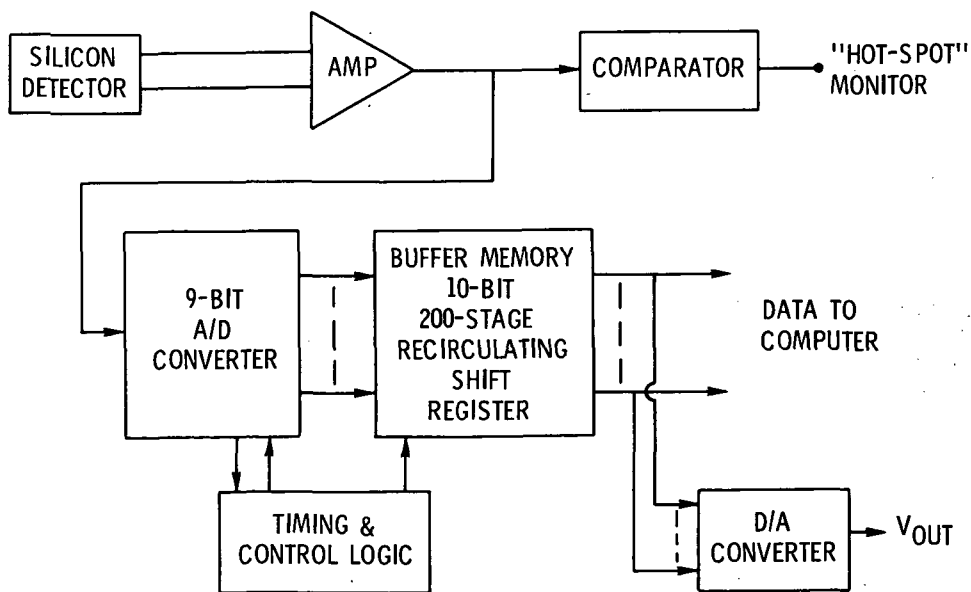 SILICON
DETECTOR
AMP
COMPARATOR
"HOT-SPOT"
MONITOR
9-BIT
A/D
CONVERTER
BUFFER MEMORY
10-BIT
200-STAGE
RECIRCULATING
SHIFT
REGISTER
DATA TO
COMPUTER
TIMING &
CONTROL LOGIC
D/A
CONVERTER
VOUT